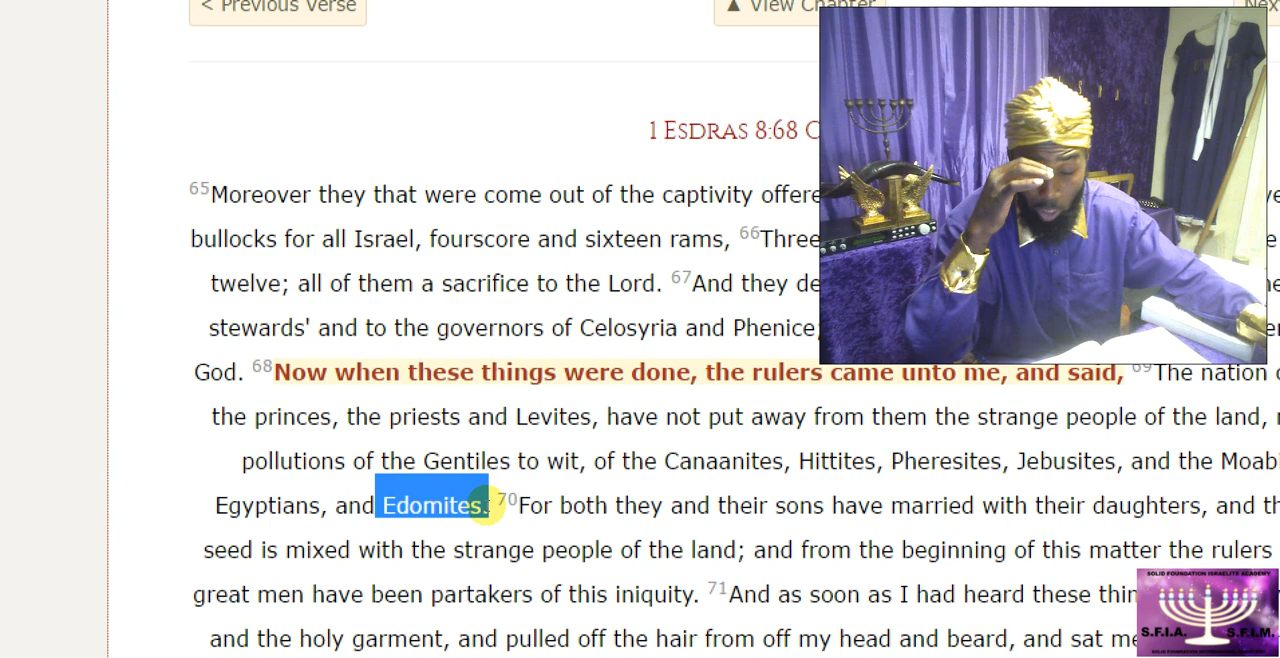 < Previous Verse
▲ View Chapter
Nex
1 ESDRAS 8:68 C
65Moreover they that were come out of the captivity offere
bullocks for all Israel, fourscore and sixteen rams, 66Three
twelve; all of them a sacrifice to the Lord. 67And they de
stewards' and to the governors of Celosyria and Phenice;
God. 68Now when these things were done, the rulers came unto me, and said, 69The nation o
the princes, the priests and Levites, have not put away from them the strange people of the land,
pollutions of the Gentiles to wit, of the Canaanites, Hittites, Pheresites, Jebusites, and the Moabi
Egyptians, and Edomites. 70For both they and their sons have married with their daughters, and th
seed is mixed with the strange people of the land; and from the beginning of this matter the rulers
great men have been partakers of this iniquity. 71And as soon as I had heard these thin
and the holy garment, and pulled off the hair from off my head and beard, and sat me
SOLID FOUNDATION ISRAELITE ACADEMY
S.F.I.A. S.F.I.M.